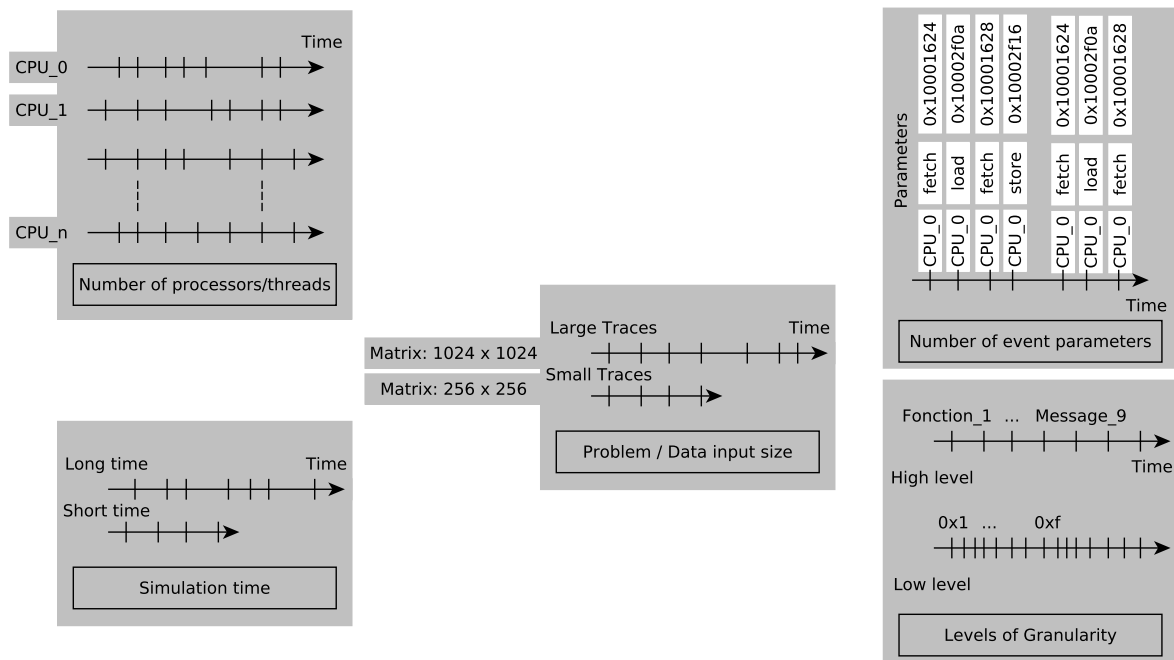 Time
CPU_0
CPU_1
CPU_n
Number of processors/threads
Long time
Time
Short time
Simulation time
Large Traces
Time
Matrix: 1024 x 1024
Small Traces
Matrix: 256 x 256
Problem / Data input size
Parameters
CPU_0 fetch 0x10001624
CPU_0 load 0x10002f0a
CPU_0 fetch 0x10001628
CPU_0 store 0x10002f16
CPU_0 fetch 0x10001624
CPU_0 load 0x10002f0a
CPU_0 fetch 0x10001628
Time
Number of event parameters
Fonction_1 ... Message_9
Time
High level
0x1 ... 0xf
Low level
Levels of Granularity